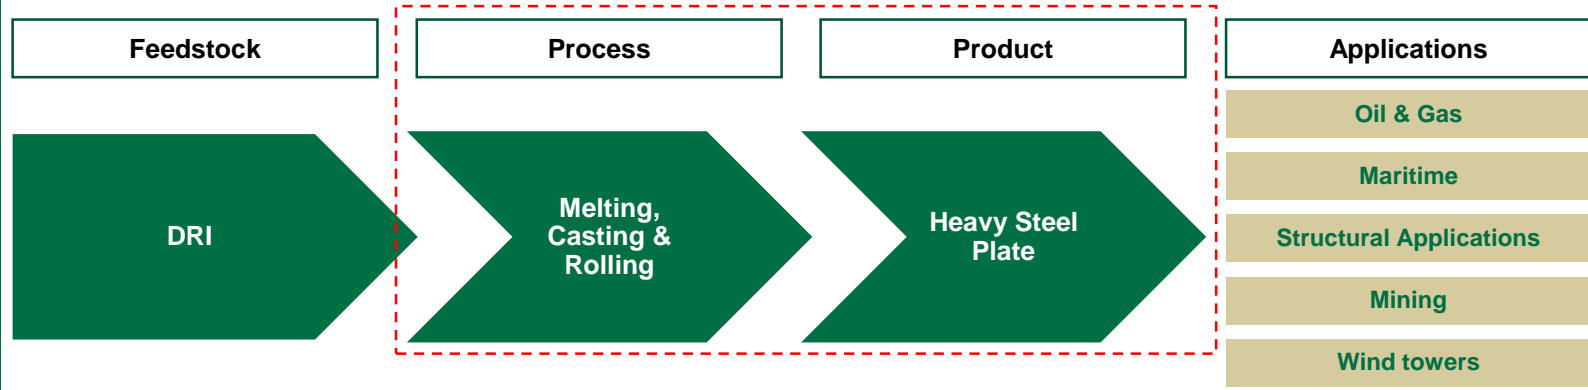 Feedstock
Process
Product
Applications
DRI
Melting,
Casting &
Rolling
Heavy Steel
Plate
Oil & Gas
Maritime
Structural Applications
Mining
Wind towers